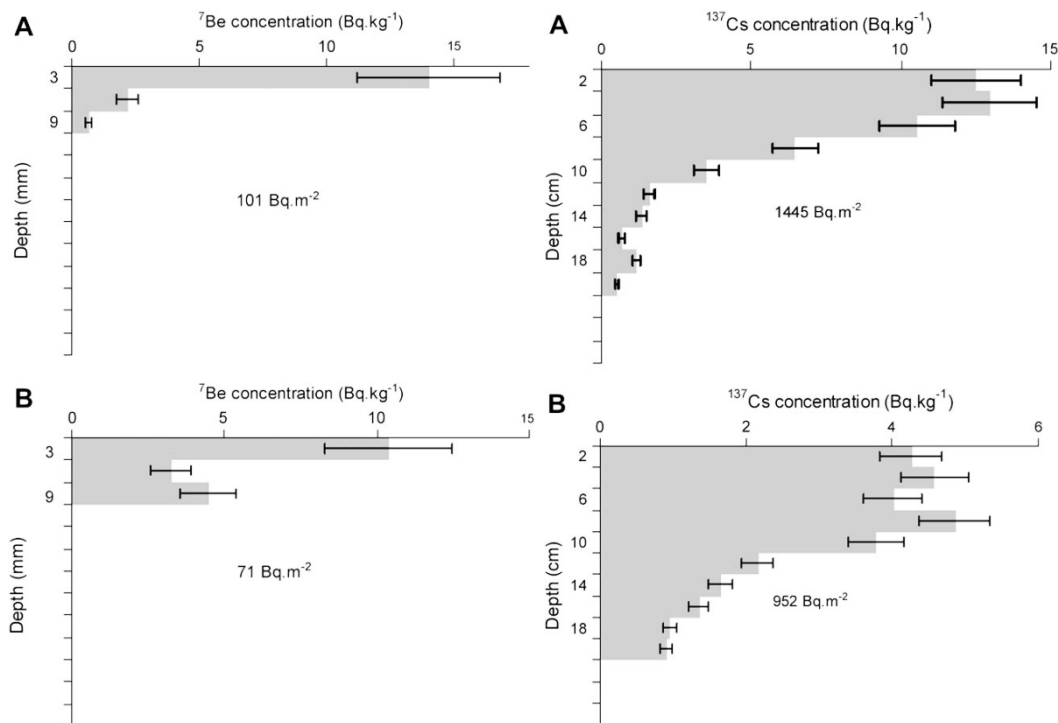 A
⁷Be concentration (Bq.kg⁻¹)
0 5 10 15
3
9
Depth (mm)
101 Bq.m⁻²
A
¹³⁷Cs concentration (Bq.kg⁻¹)
0 5 10 15
2
6
10
14
18
Depth (cm)
1445 Bq.m⁻²
B
⁷Be concentration (Bq.kg⁻¹)
0 5 10 15
3
9
Depth (mm)
71 Bq.m⁻²
B
¹³⁷Cs concentration (Bq.kg⁻¹)
0 2 4 6
2
6
10
14
18
Depth (cm)
952 Bq.m⁻²